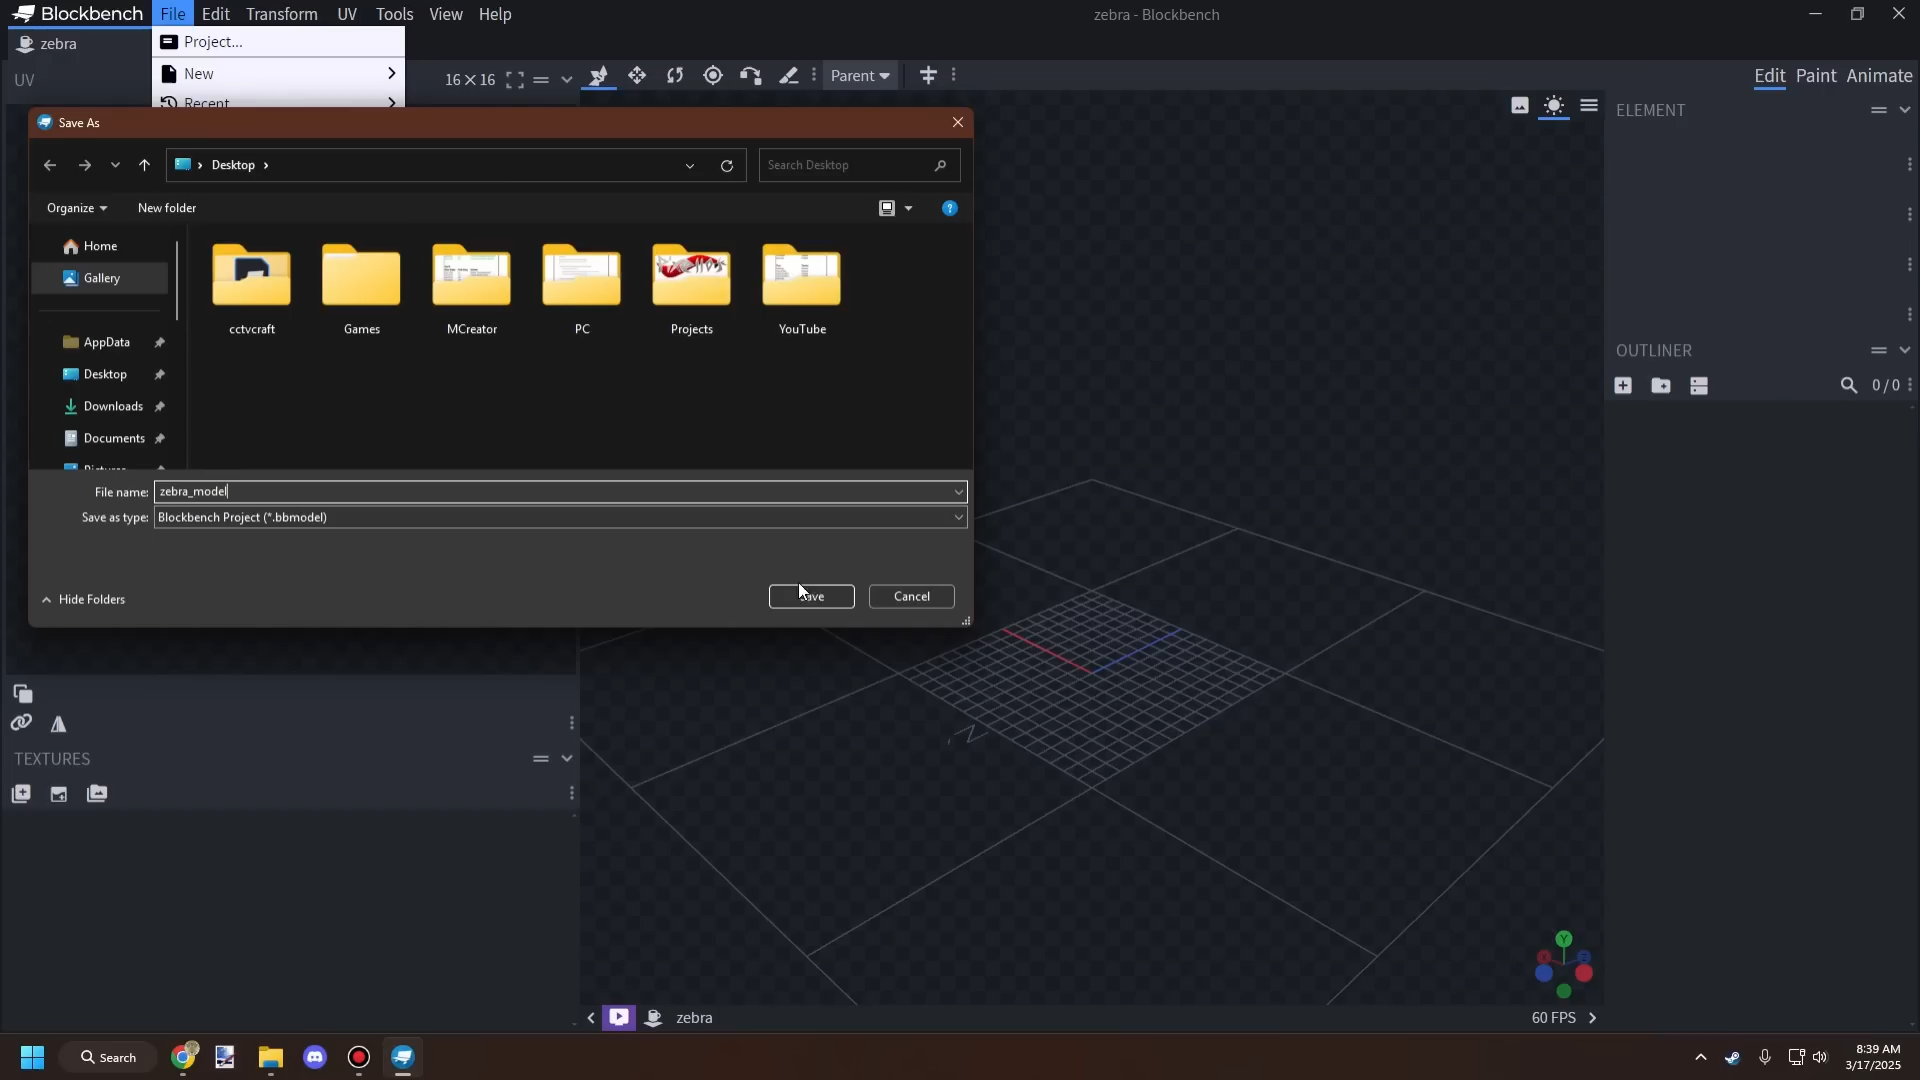 Blockbench File Edit Transform UV Tools View Help zebra - Blockbench
zebra
Project...
New
Recent
UV 16×16 Parent Edit Paint Animate
Save As
Desktop Search Desktop
Organize New folder
Home
Gallery
AppData
Desktop
Downloads
Documents
Pictures
cctvcraft Games MCreator PC Projects YouTube
File name: zebra_model
Save as type: Blockbench Project (*.bbmodel)
Hide Folders Save Cancel
ELEMENT
OUTLINER
0 / 0
TEXTURES
N
Y
zebra 60 FPS
Search
8:39 AM
3/17/2025